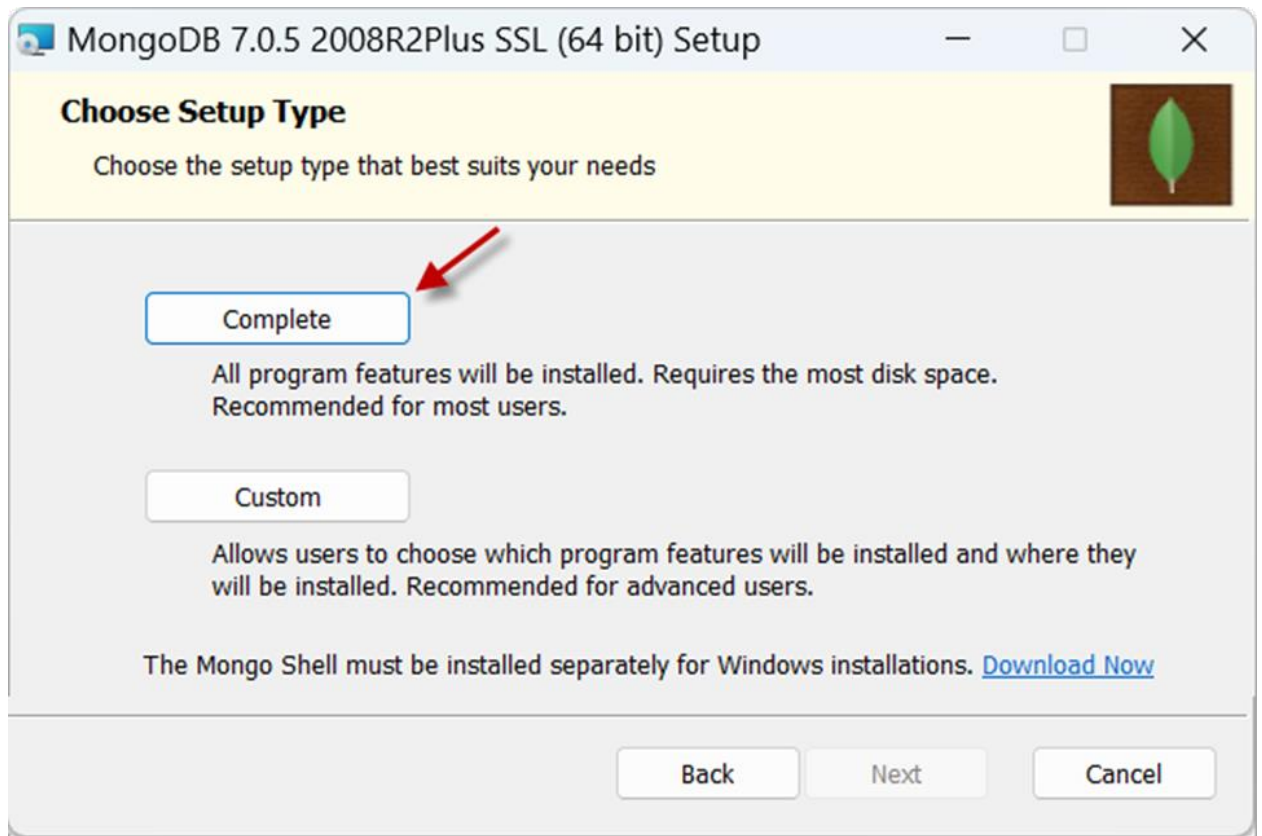 MongoDB 7.0.5 2008R2Plus SSL (64 bit) Setup
Choose Setup Type
Choose the setup type that best suits your needs
Complete
All program features will be installed. Requires the most disk space.
Recommended for most users.
Custom
Allows users to choose which program features will be installed and where they
will be installed. Recommended for advanced users.
The Mongo Shell must be installed separately for Windows installations. Download Now
Back Next Cancel